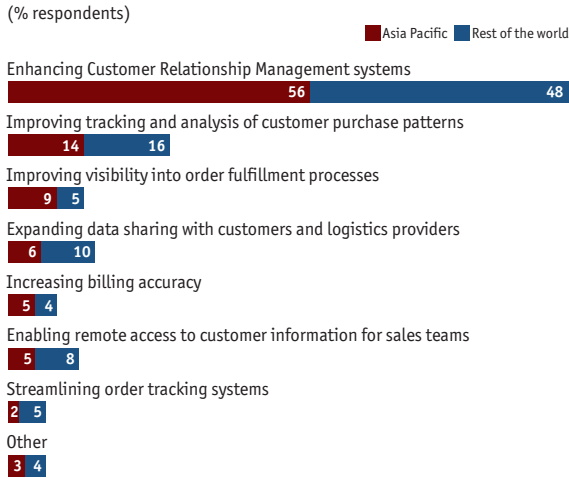 (% respondents)
Asia Pacific Rest of the world
Enhancing Customer Relationship Management systems
56 48
Improving tracking and analysis of customer purchase patterns
14 16
Improving visibility into order fulfillment processes
9 5
Expanding data sharing with customers and logistics providers
6 10
Increasing billing accuracy
5 4
Enabling remote access to customer information for sales teams
5 8
Streamlining order tracking systems
2 5
Other
3 4